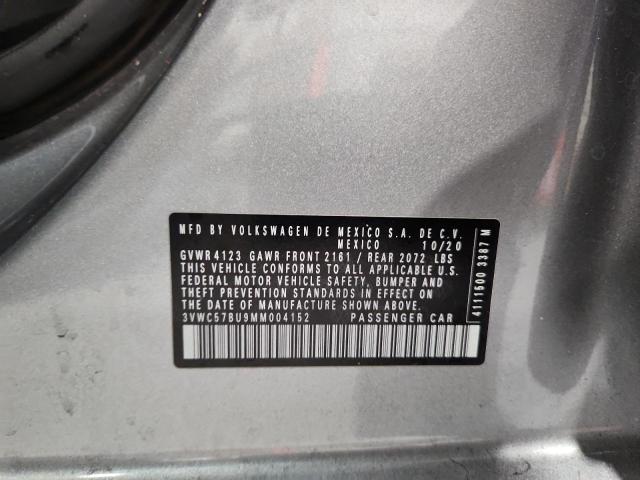 MFD BY VOLKSWAGEN DE MEXICO S.A. DE C.V.
MEXICO 10/20
GVWR 4123 GAWR FRONT 2161 / REAR 2072 LBS
THIS VEHICLE CONFORMS TO ALL APPLICABLE U.S.
FEDERAL MOTOR VEHICLE SAFETY, BUMPER AND
THEFT PREVENTION STANDARDS IN EFFECT ON
THE DATE OF MANUFACTURE SHOWN ABOVE.
3VWC57BU9MM004152 PASSENGER CAR
41111500 3387 M